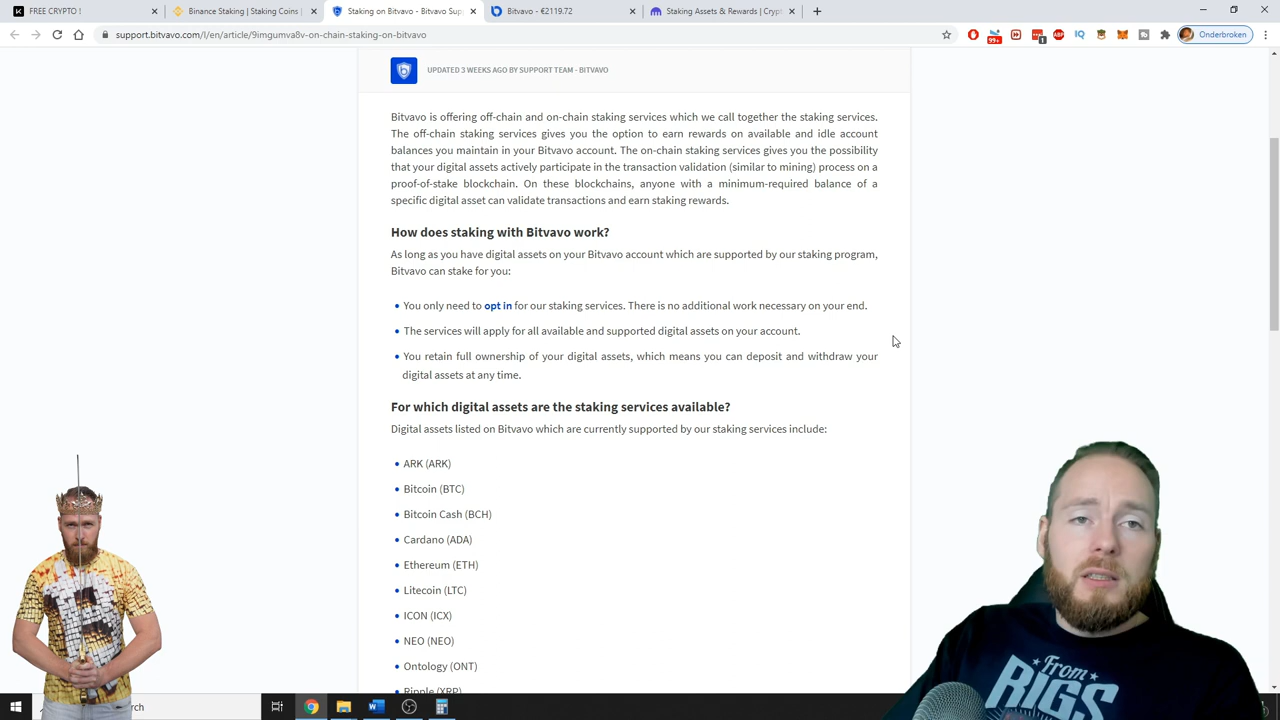 FREE CRYPTO !
Binance Staking | Staking Coins |
Staking on Bitvavo - Bitvavo Sup
Bitvavo - €2119.72
Staking Assets & Rewards | Crypt
support.bitvavo.com/l/en/article/9imgumva8v-on-chain-staking-on-bitvavo
99+
1
ABP
IQ
Onderbroken
UPDATED 3 WEEKS AGO BY SUPPORT TEAM - BITVAVO
Bitvavo is offering off-chain and on-chain staking services which we call together the staking services.
The off-chain staking services gives you the option to earn rewards on available and idle account
balances you maintain in your Bitvavo account. The on-chain staking services gives you the possibility
that your digital assets actively participate in the transaction validation (similar to mining) process on a
proof-of-stake blockchain. On these blockchains, anyone with a minimum-required balance of a
specific digital asset can validate transactions and earn staking rewards.
How does staking with Bitvavo work?
As long as you have digital assets on your Bitvavo account which are supported by our staking program,
Bitvavo can stake for you:
• You only need to opt in for our staking services. There is no additional work necessary on your end.
• The services will apply for all available and supported digital assets on your account.
• You retain full ownership of your digital assets, which means you can deposit and withdraw your
digital assets at any time.
For which digital assets are the staking services available?
Digital assets listed on Bitvavo which are currently supported by our staking services include:
• ARK (ARK)
• Bitcoin (BTC)
• Bitcoin Cash (BCH)
• Cardano (ADA)
• Ethereum (ETH)
• Litecoin (LTC)
• ICON (ICX)
• NEO (NEO)
• Ontology (ONT)
• Ripple (XRP)
From
RIGS
rch